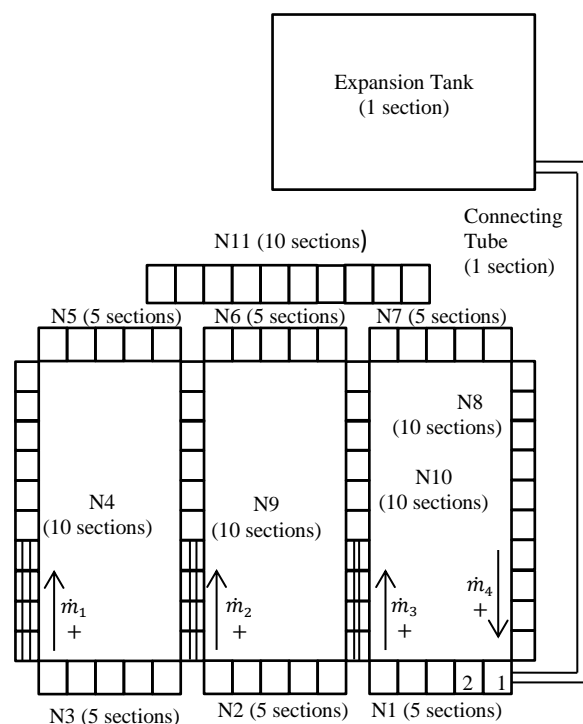 Expansion Tank
(1 section)
Connecting
Tube
(1 section)
N11 (10 sections)
N5 (5 sections)
N6 (5 sections)
N7 (5 sections)
N8
(10 sections)
N4
(10 sections)
N9
(10 sections)
N10
(10 sections)
ṁ₁
+
ṁ₂
+
ṁ₃
+
ṁ₄
+
2
1
N3 (5 sections)
N2 (5 sections)
N1 (5 sections)